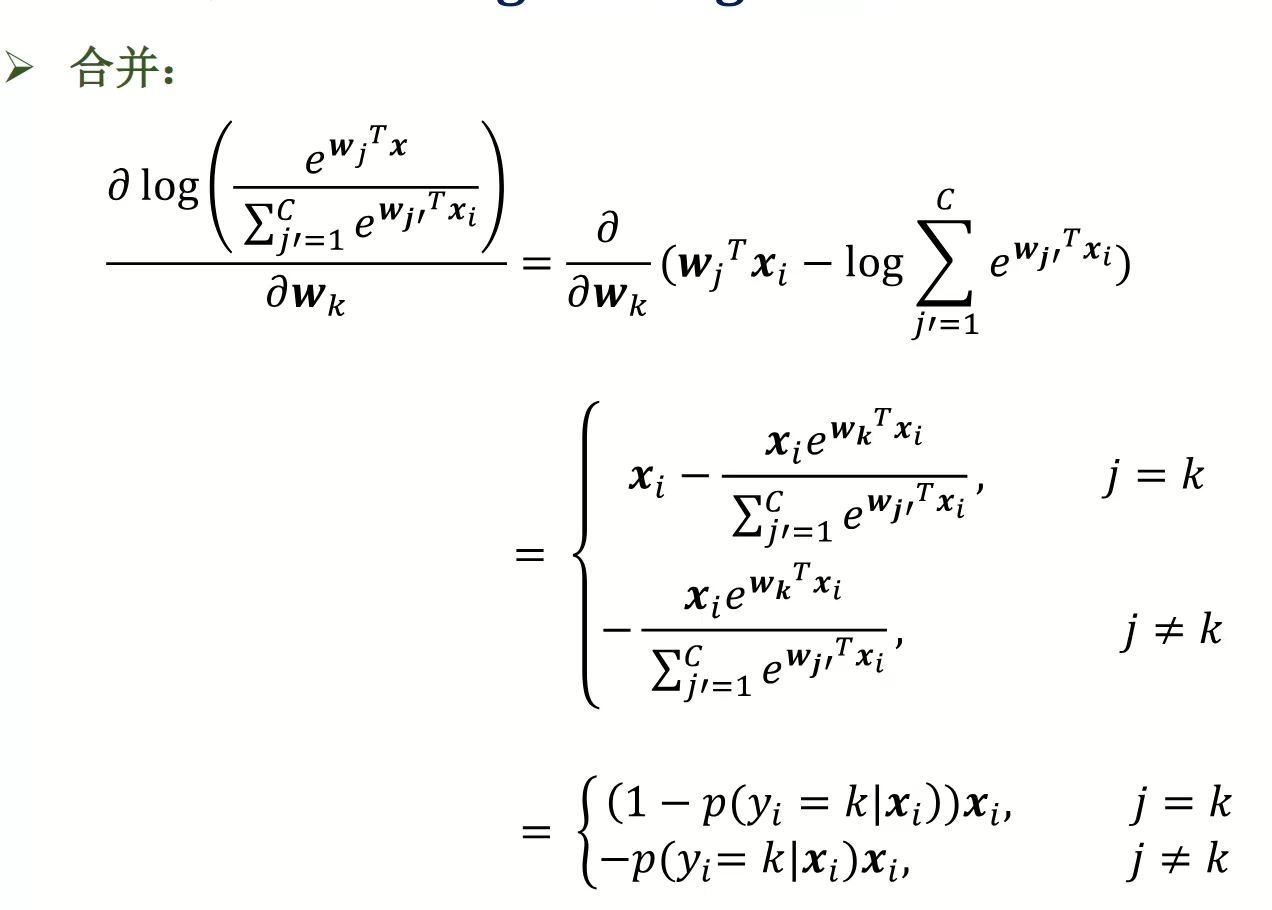 ➢ 合并：
$\frac{\partial \log\left(\frac{e^{\boldsymbol{w}_j{}^T\boldsymbol{x}}}{\sum_{j'=1}^{C} e^{\boldsymbol{w}_{j'}{}^T\boldsymbol{x}_i}}\right)}{\partial \boldsymbol{w}_k} = \frac{\partial}{\partial \boldsymbol{w}_k}(\boldsymbol{w}_j{}^T\boldsymbol{x}_i - \log \sum_{j'=1}^{C} e^{\boldsymbol{w}_{j'}{}^T\boldsymbol{x}_i})$
$= \begin{cases} \boldsymbol{x}_i - \frac{\boldsymbol{x}_i e^{\boldsymbol{w}_k{}^T\boldsymbol{x}_i}}{\sum_{j'=1}^{C} e^{\boldsymbol{w}_{j'}{}^T\boldsymbol{x}_i}}, & j = k \\ -\frac{\boldsymbol{x}_i e^{\boldsymbol{w}_k{}^T\boldsymbol{x}_i}}{\sum_{j'=1}^{C} e^{\boldsymbol{w}_{j'}{}^T\boldsymbol{x}_i}}, & j \neq k \end{cases}$
$= \begin{cases} (1 - p(y_i = k|\boldsymbol{x}_i))\boldsymbol{x}_i, & j = k \\ -p(y_i = k|\boldsymbol{x}_i)\boldsymbol{x}_i, & j \neq k \end{cases}$